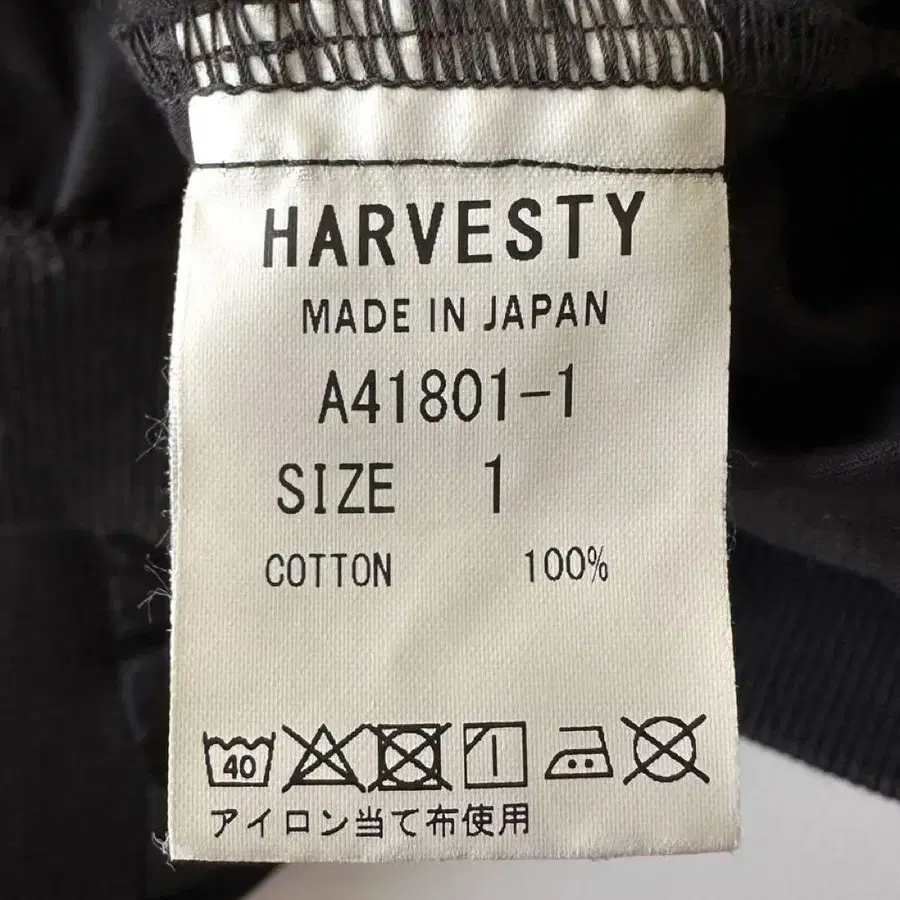 HARVESTY
MADE IN JAPAN
A41801-1
SIZE 1
COTTON 100%
40
アイロン当て布使用